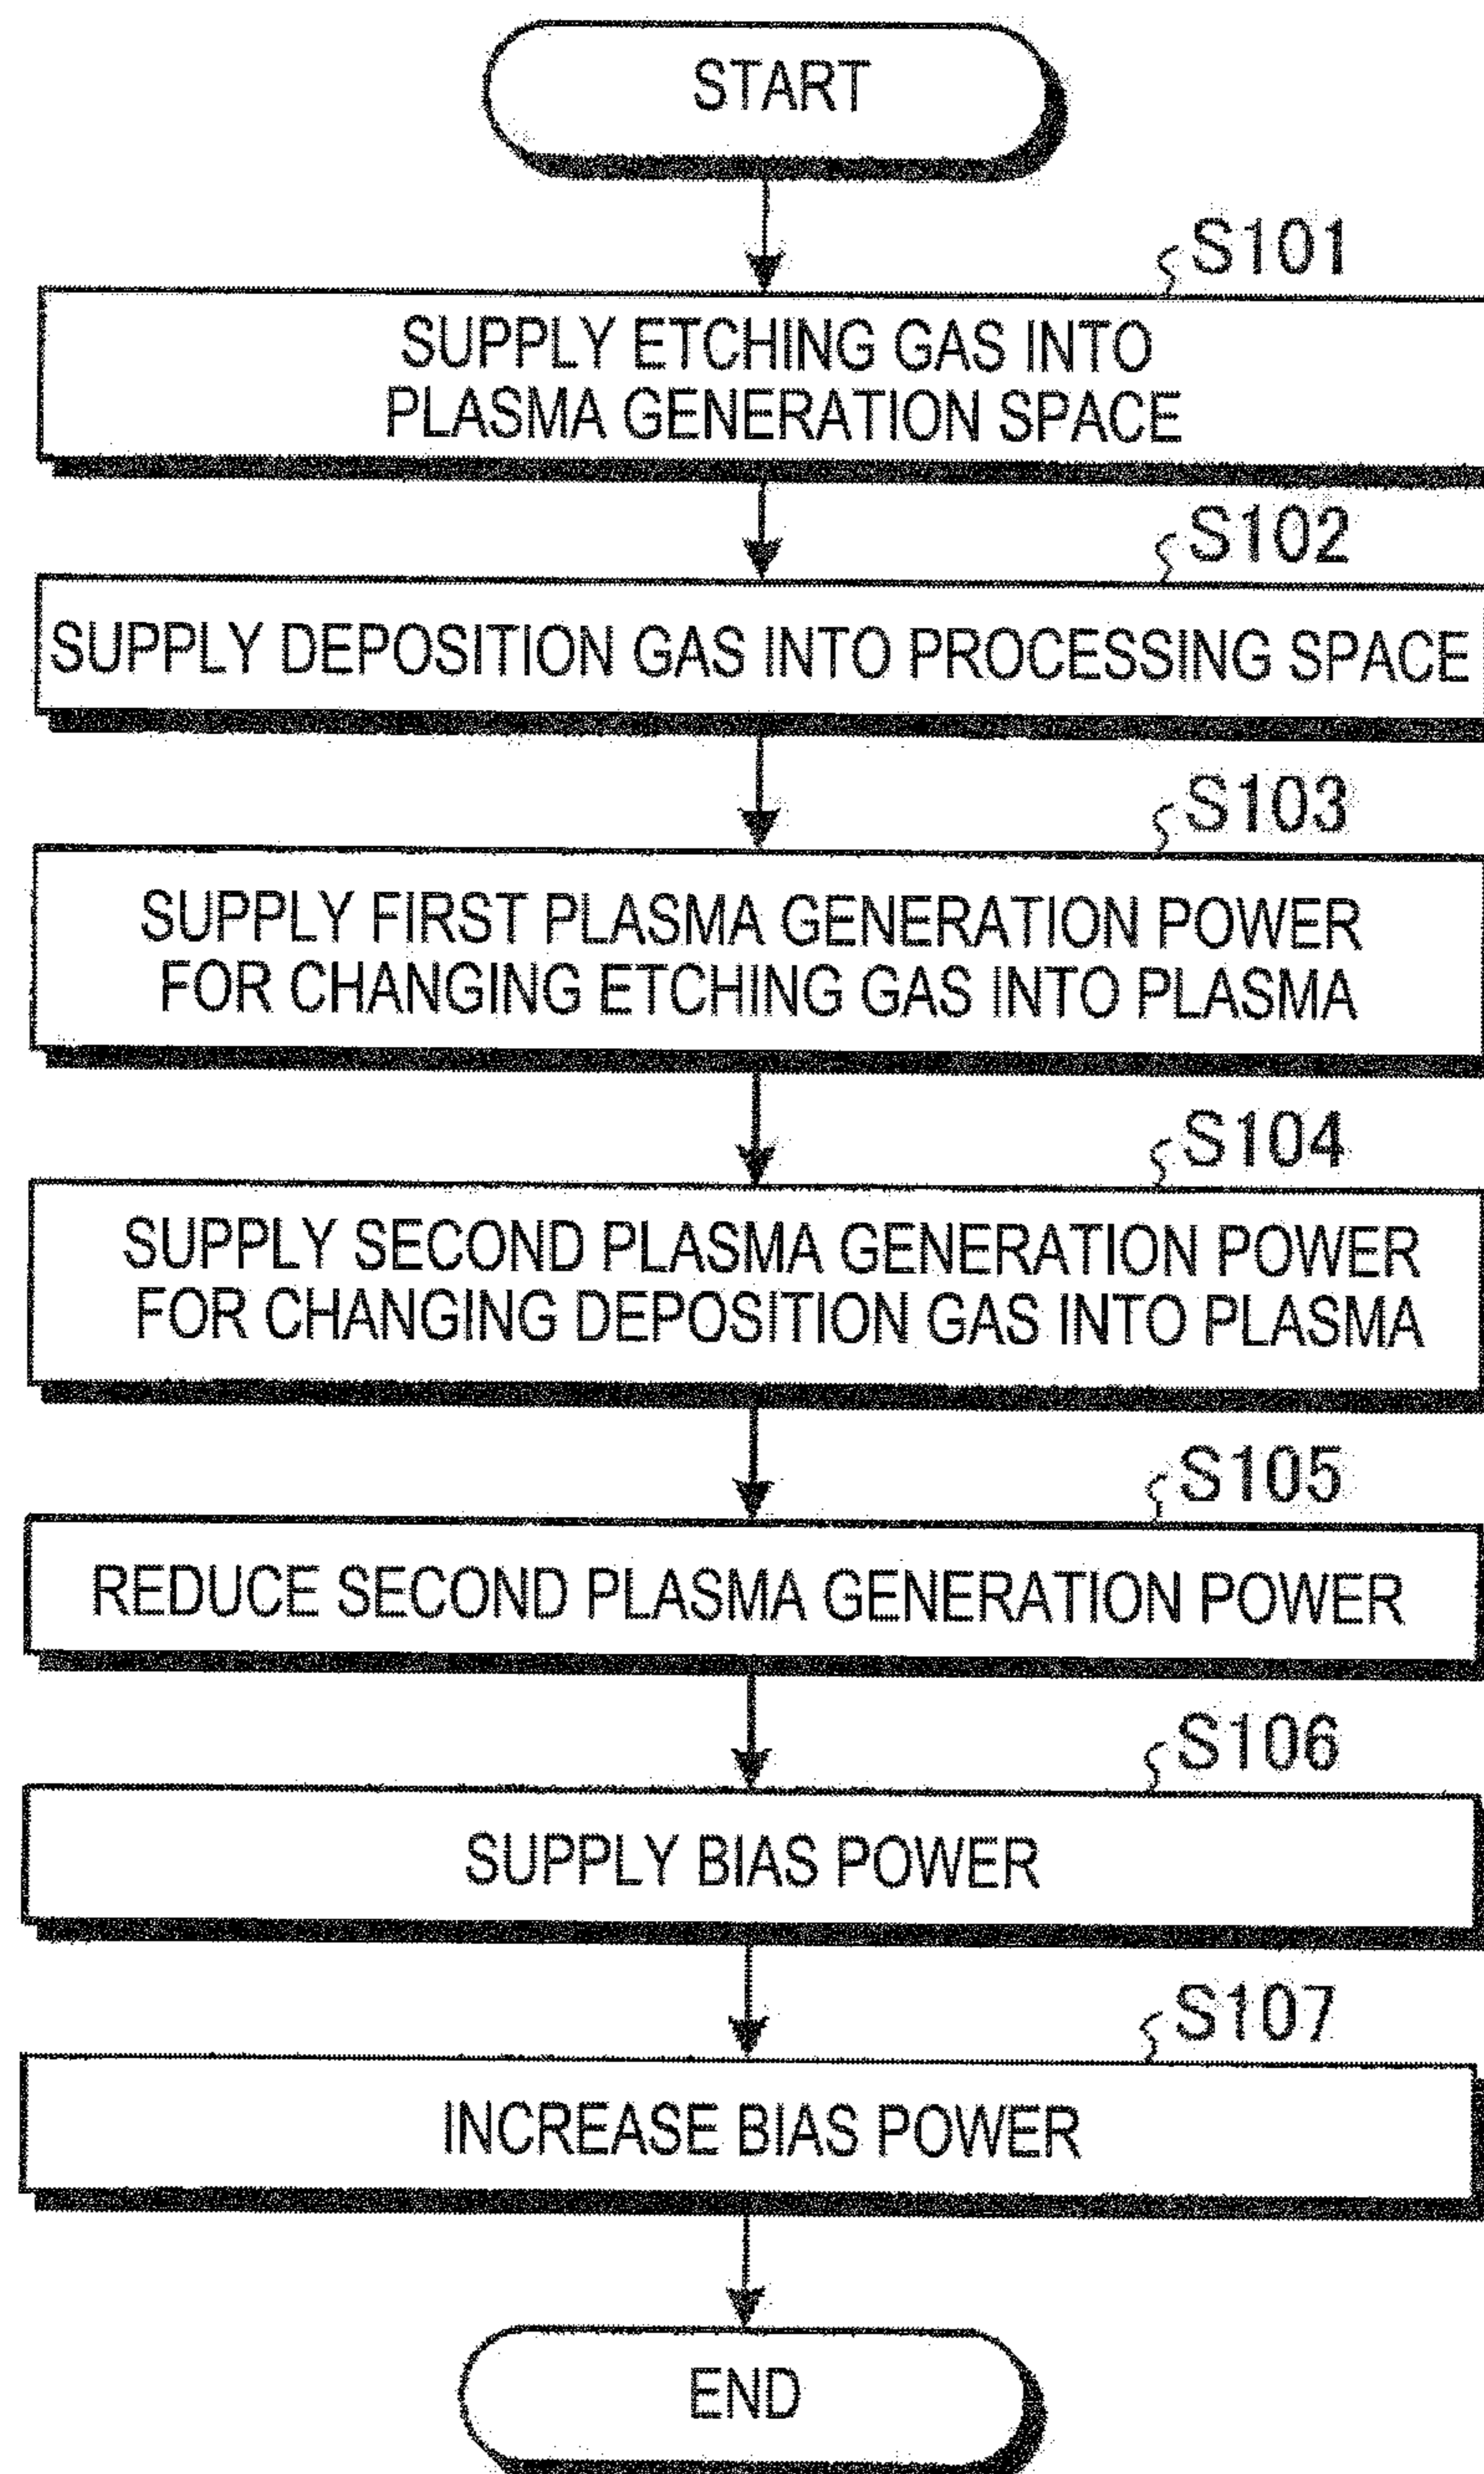 START
S101
SUPPLY ETCHING GAS INTO
PLASMA GENERATION SPACE
S102
SUPPLY DEPOSITION GAS INTO PROCESSING SPACE
S103
SUPPLY FIRST PLASMA GENERATION POWER
FOR CHANGING ETCHING GAS INTO PLASMA
S104
SUPPLY SECOND PLASMA GENERATION POWER
FOR CHANGING DEPOSITION GAS INTO PLASMA
S105
REDUCE SECOND PLASMA GENERATION POWER
S106
SUPPLY BIAS POWER
S107
INCREASE BIAS POWER
END